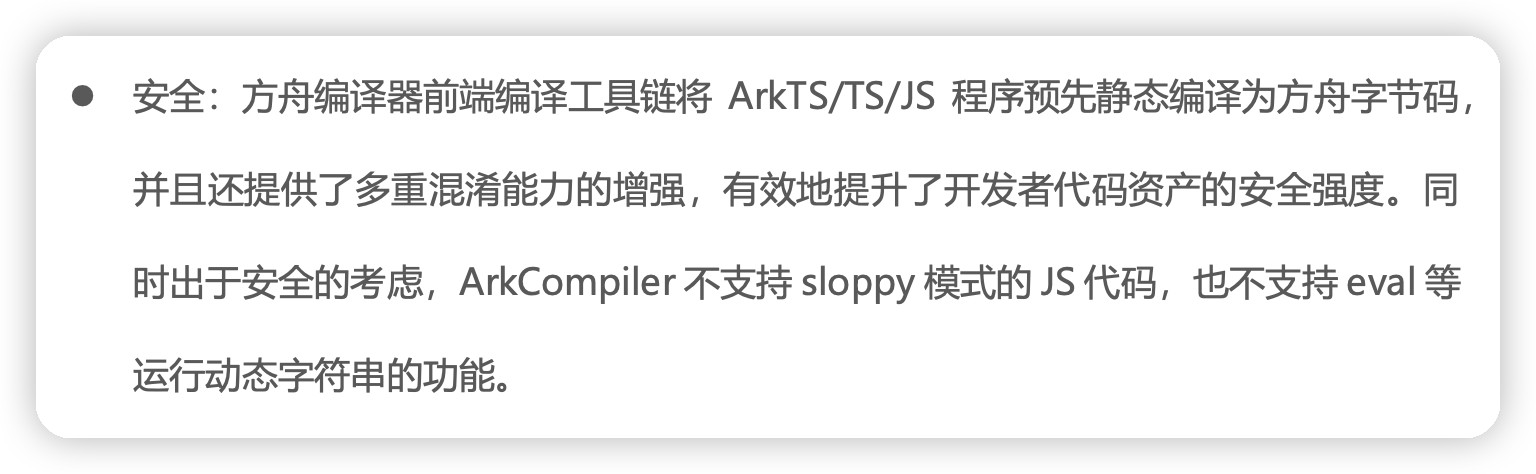 ● 安全：方舟编译器前端编译工具链将 ArkTS/TS/JS 程序预先静态编译为方舟字节码，
并且还提供了多重混淆能力的增强，有效地提升了开发者代码资产的安全强度。同
时出于安全的考虑，ArkCompiler 不支持 sloppy 模式的 JS 代码，也不支持 eval 等
运行动态字符串的功能。